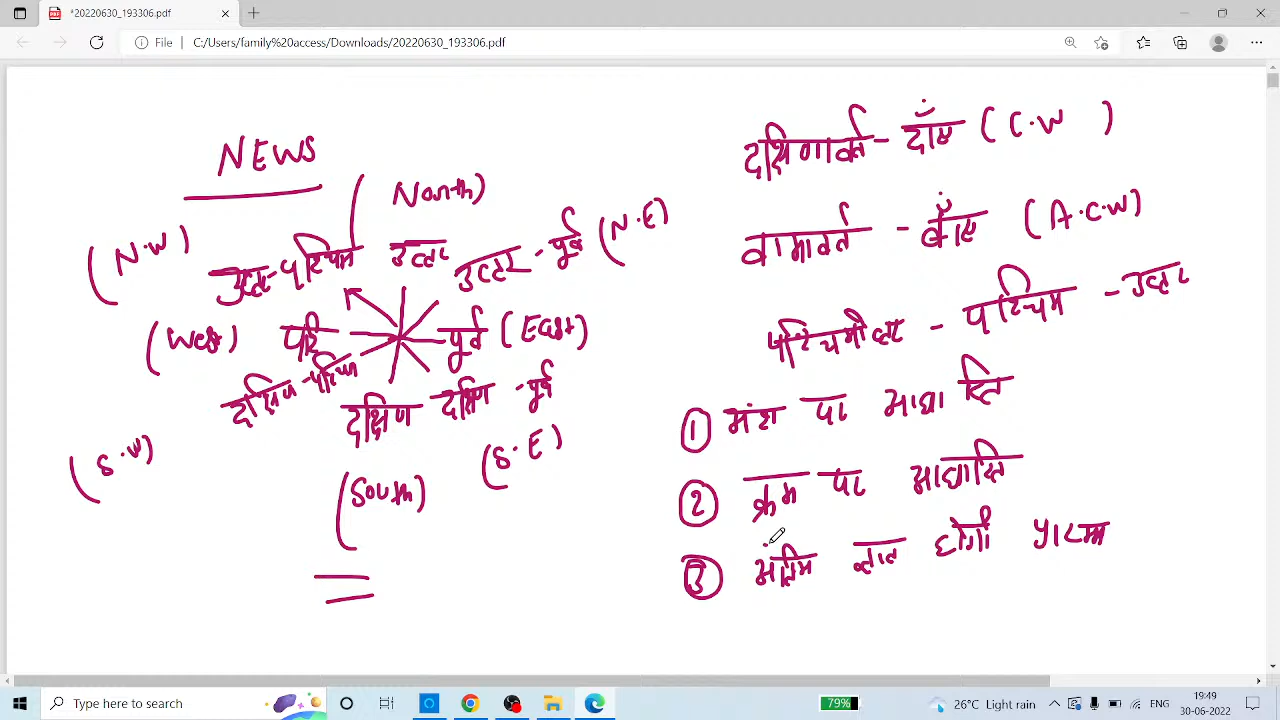 *20220630_193306.pdf
File C:/Users/family%20access/Downloads/20220630_193306.pdf
NEWS
(North)
(N.W)
उत्तर-पश्चिम
उत्तर
उत्तर-पूर्व (N.E)
(West)
पश्चि
पूर्व (East)
दक्षिण-पश्चिम
दक्षिण
दक्षिण-पूर्व
(S.W)
(S.E)
(South)
दक्षिणावर्त - दाँए (C.W)
वामावर्त - बाँए (A.C.W)
पश्चिमोत्तर - पश्चिम - उत्तर
① अंश पर आधारित
② क्रम पर आधारित
③ अंतिम होगी प्रारम्भ
Type here to search
79%
26°C Light rain
ENG
19:49
30-06-2022